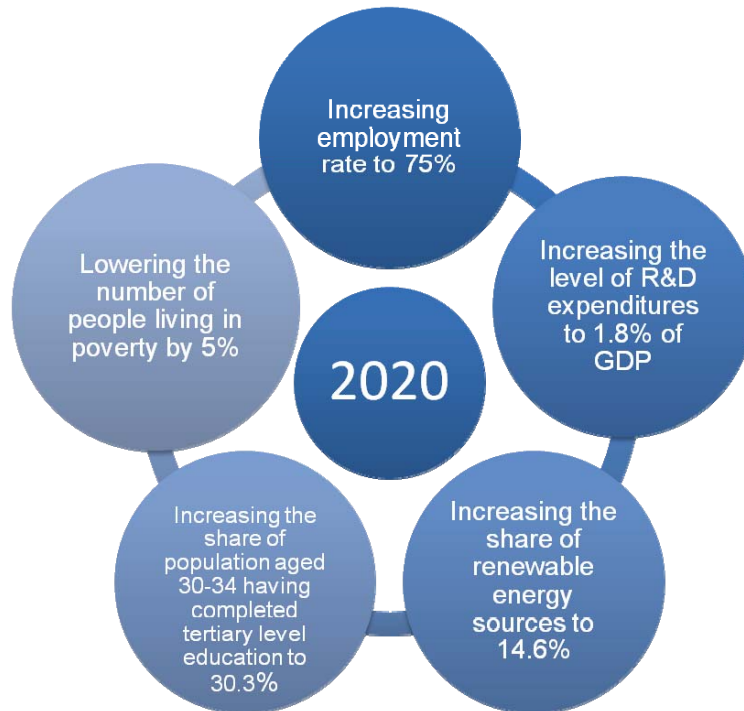 Increasing
employment
rate to 75%
Increasing the
level of R&D
expenditures
to 1.8% of
GDP
Increasing the
share of
renewable
energy
sources to
14.6%
Increasing the
share of
population aged
30-34 having
completed
tertiary level
education to
30.3%
Lowering the
number of
people living in
poverty by 5%
2020